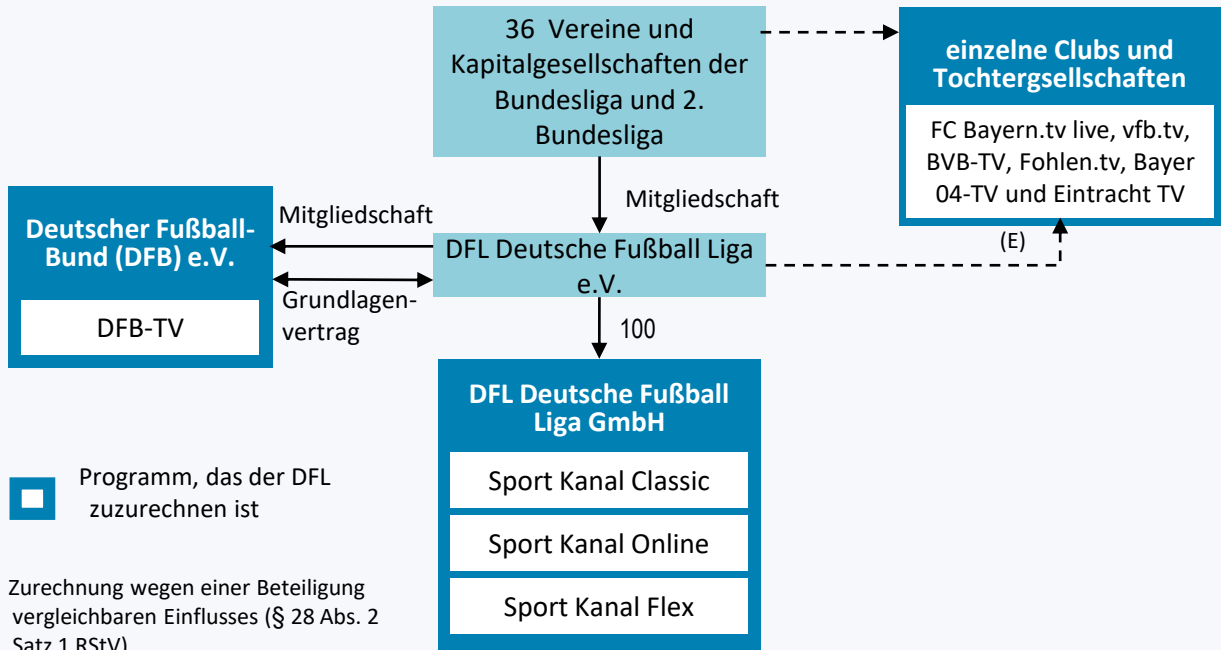 36 Vereine und
Kapitalgesellschaften der
Bundesliga und 2.
Bundesliga
einzelne Clubs und
Tochtergsellschaften
FC Bayern.tv live, vfb.tv,
BVB-TV, Fohlen.tv, Bayer
04-TV und Eintracht TV
Mitgliedschaft
(E)
Deutscher Fußball-
Bund (DFB) e.V.
DFB-TV
Mitgliedschaft
Grundlagen-
vertrag
DFL Deutsche Fußball Liga
e.V.
100
DFL Deutsche Fußball
Liga GmbH
Sport Kanal Classic
Sport Kanal Online
Sport Kanal Flex
Programm, das der DFL
zuzurechnen ist
Zurechnung wegen einer Beteiligung
vergleichbaren Einflusses (§ 28 Abs. 2
Satz 1 RStV)